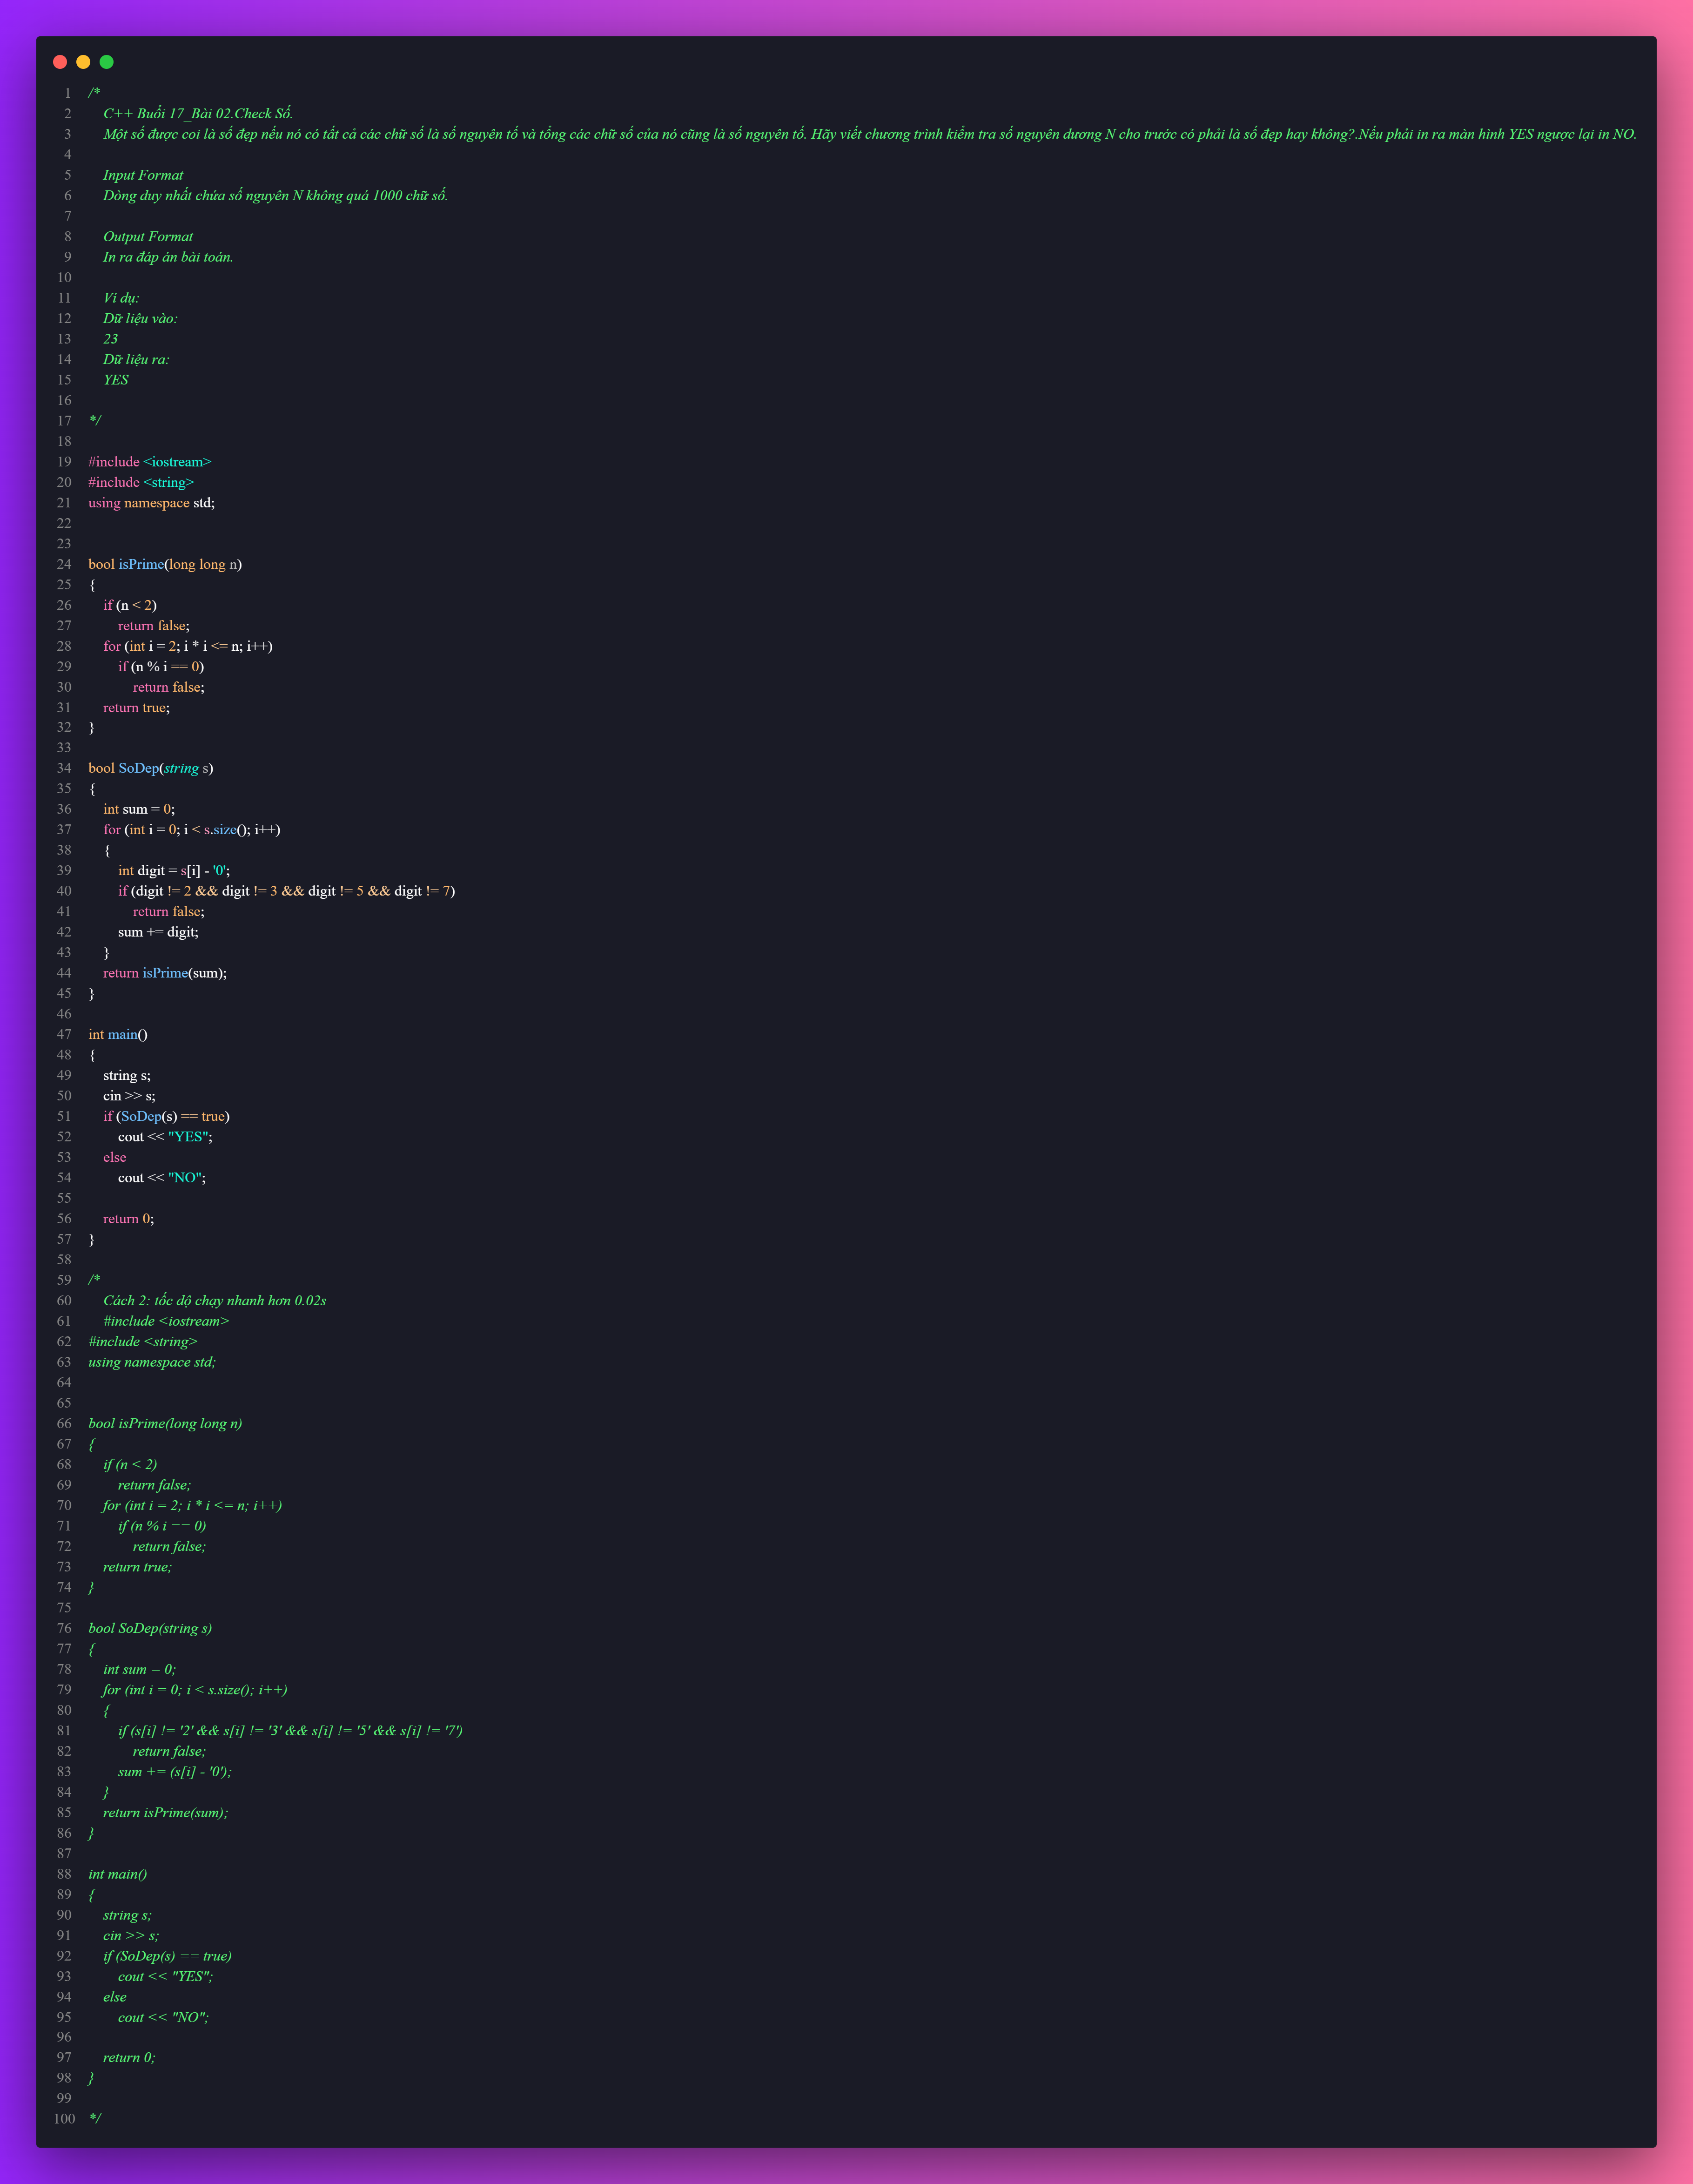 1 /*
2 C++ Buổi 17_Bài 02.Check Số.
3 Một số được coi là số đẹp nếu nó có tất cả các chữ số là số nguyên tố và tổng các chữ số của nó cũng là số nguyên tố. Hãy viết chương trình kiểm tra số nguyên dương N cho trước có phải là số đẹp hay không?.Nếu phải in ra màn hình YES ngược lại in NO.
4
5 Input Format
6 Dòng duy nhất chứa số nguyên N không quá 1000 chữ số.
7
8 Output Format
9 In ra đáp án bài toán.
10
11 Ví dụ:
12 Dữ liệu vào:
13 23
14 Dữ liệu ra:
15 YES
16
17 */
18
19 #include <iostream>
20 #include <string>
21 using namespace std;
22
23
24 bool isPrime(long long n)
25 {
26 if (n < 2)
27 return false;
28 for (int i = 2; i * i <= n; i++)
29 if (n % i == 0)
30 return false;
31 return true;
32 }
33
34 bool SoDep(string s)
35 {
36 int sum = 0;
37 for (int i = 0; i < s.size(); i++)
38 {
39 int digit = s[i] - '0';
40 if (digit != 2 && digit != 3 && digit != 5 && digit != 7)
41 return false;
42 sum += digit;
43 }
44 return isPrime(sum);
45 }
46
47 int main()
48 {
49 string s;
50 cin >> s;
51 if (SoDep(s) == true)
52 cout << "YES";
53 else
54 cout << "NO";
55
56 return 0;
57 }
58
59 /*
60 Cách 2: tốc độ chạy nhanh hơn 0.02s
61 #include <iostream>
62 #include <string>
63 using namespace std;
64
65
66 bool isPrime(long long n)
67 {
68 if (n < 2)
69 return false;
70 for (int i = 2; i * i <= n; i++)
71 if (n % i == 0)
72 return false;
73 return true;
74 }
75
76 bool SoDep(string s)
77 {
78 int sum = 0;
79 for (int i = 0; i < s.size(); i++)
80 {
81 if (s[i] != '2' && s[i] != '3' && s[i] != '5' && s[i] != '7')
82 return false;
83 sum += (s[i] - '0');
84 }
85 return isPrime(sum);
86 }
87
88 int main()
89 {
90 string s;
91 cin >> s;
92 if (SoDep(s) == true)
93 cout << "YES";
94 else
95 cout << "NO";
96
97 return 0;
98 }
99
100 */